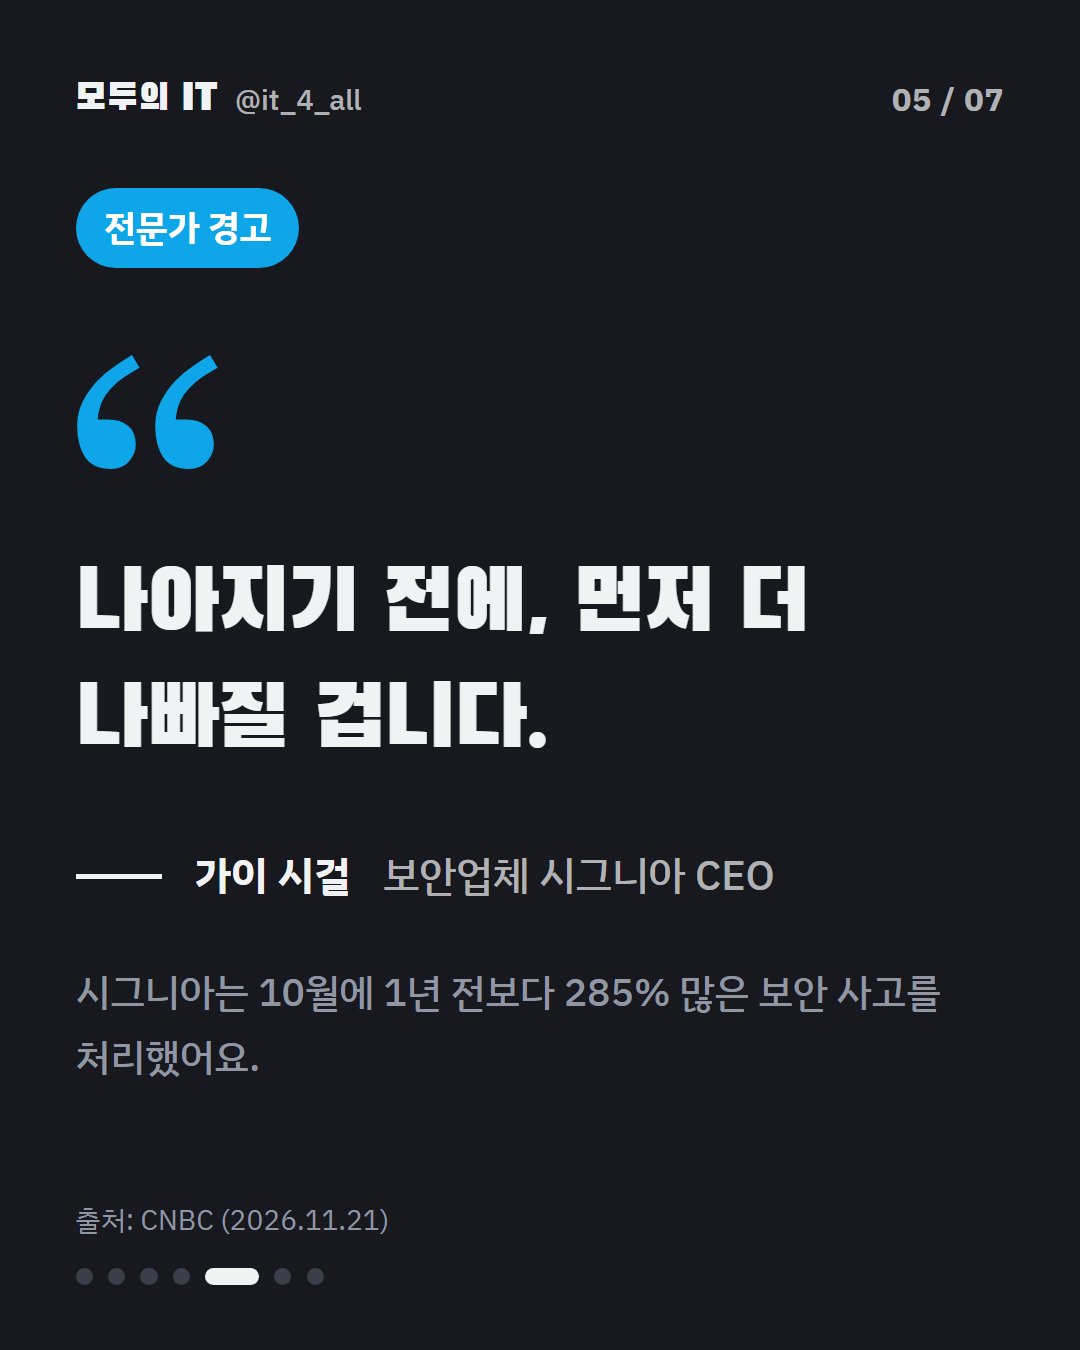 모두의 IT @it_4_all 05 / 07
전문가 경고
“
나아지기 전에, 먼저 더
나빠질 겁니다.
가이 시걸 보안업체 시그니아 CEO
시그니아는 10월에 1년 전보다 285% 많은 보안 사고를
처리했어요.
출처: CNBC (2026.11.21)